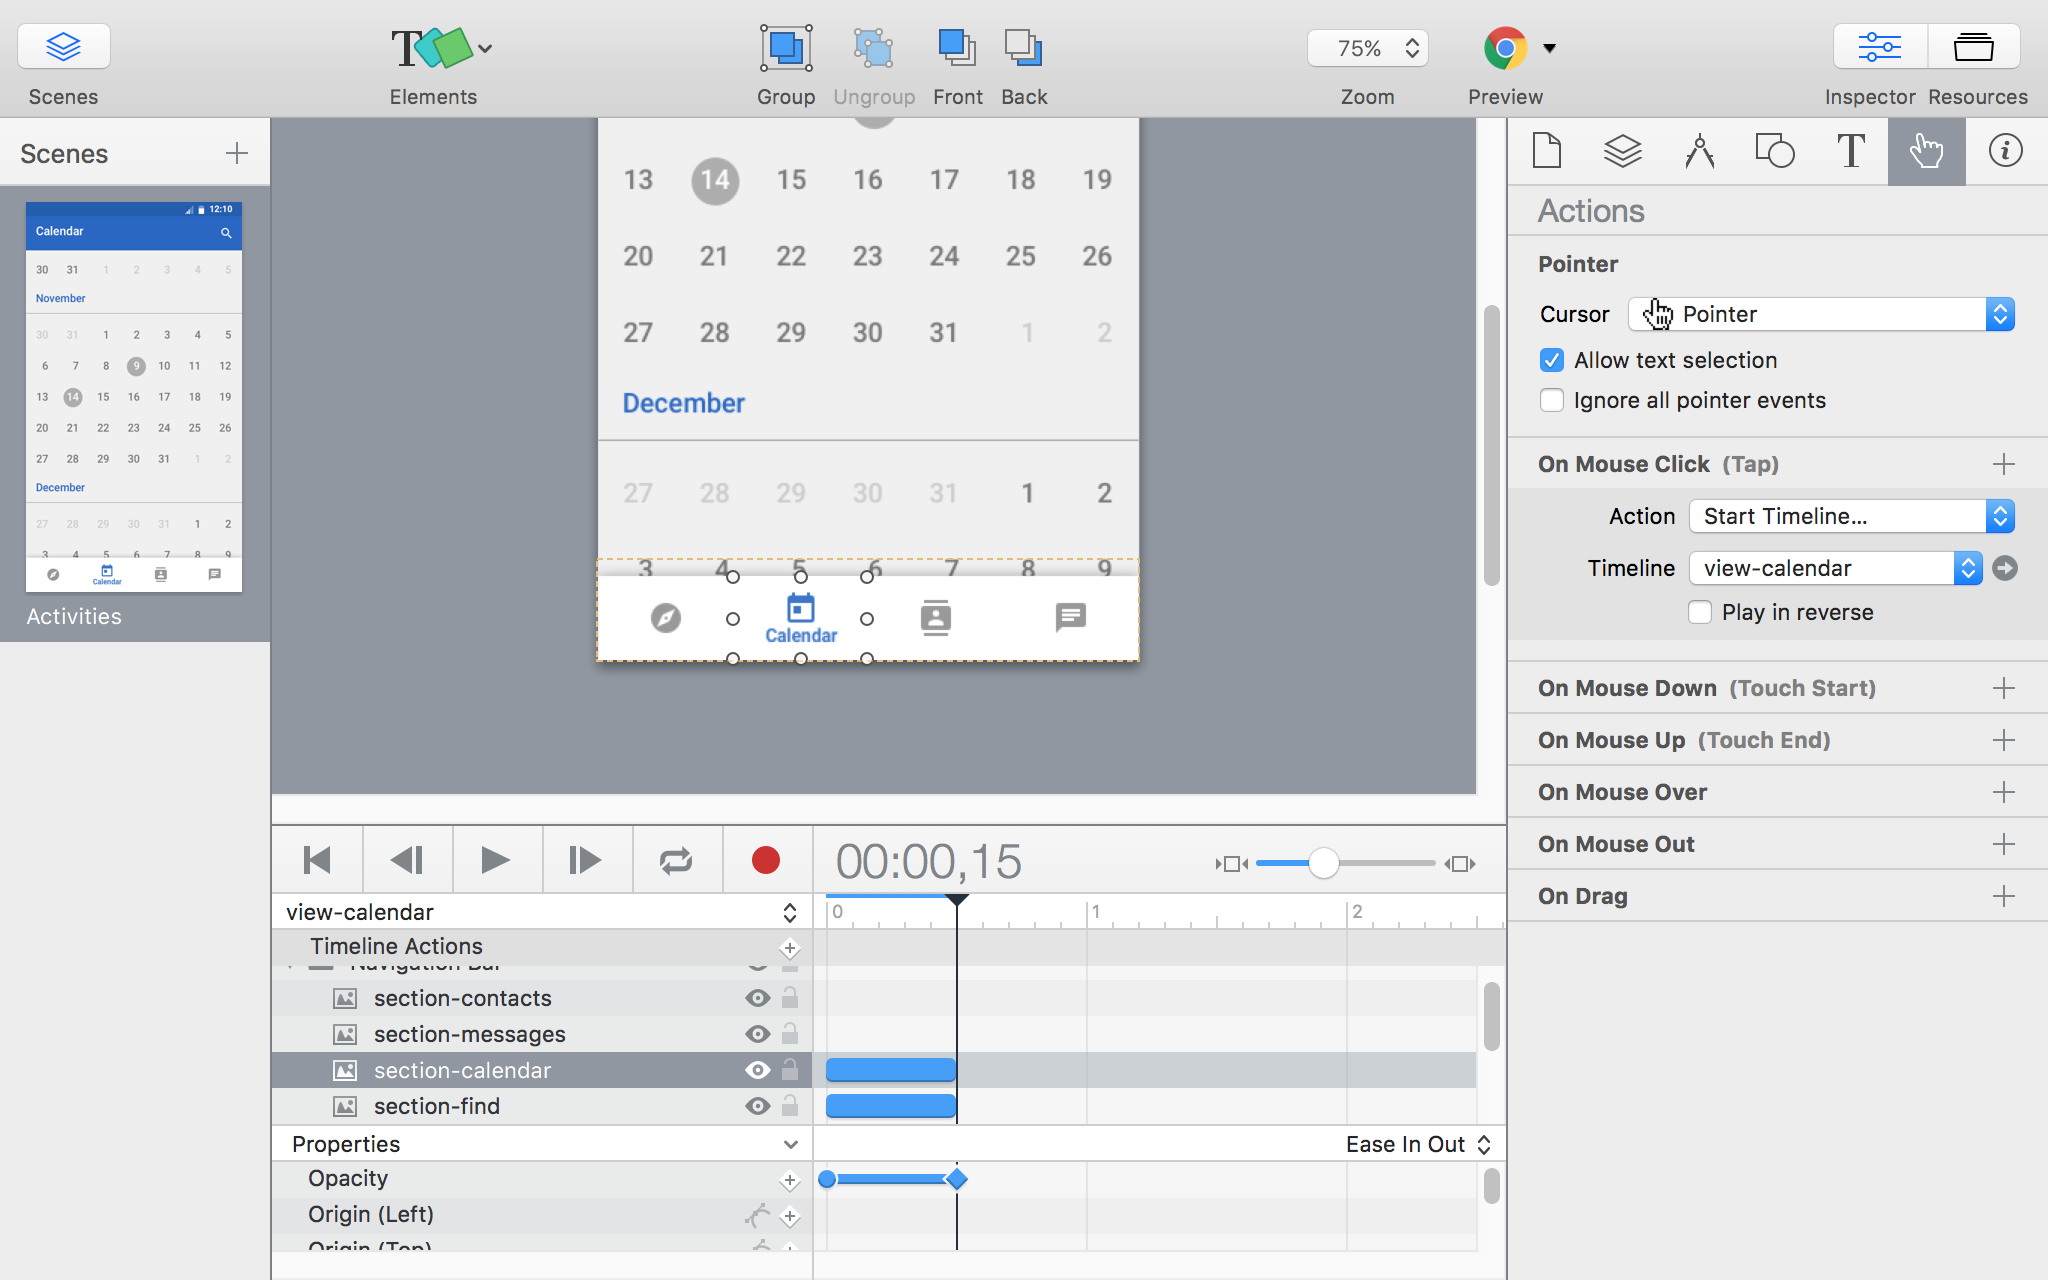 Scenes
Elements
Group
Ungroup
Front
Back
75%
Zoom
Preview
Inspector
Resources
Scenes
12:10
Calendar
30 31 1 2 3 4 5
November
30 31 1 2 3 4 5
6 7 8 9 10 11 12
13 14 15 16 17 18 19
20 21 22 23 24 25 26
27 28 29 30 31 1 2
December
27 28 29 30 31 1 2
3 4 5 6 7 8 9
Calendar
Activities
13 14 15 16 17 18 19
20 21 22 23 24 25 26
27 28 29 30 31 1 2
December
27 28 29 30 31 1 2
3 4 5 6 7 8 9
Calendar
Actions
Pointer
Cursor Pointer
Allow text selection
Ignore all pointer events
On Mouse Click (Tap)
Action Start Timeline...
Timeline view-calendar
Play in reverse
On Mouse Down (Touch Start)
On Mouse Up (Touch End)
On Mouse Over
On Mouse Out
On Drag
00:00,15
view-calendar
0 1 2
Timeline Actions
Navigation Bar
section-contacts
section-messages
section-calendar
section-find
Properties
Ease In Out
Opacity
Origin (Left)
Origin (Top)